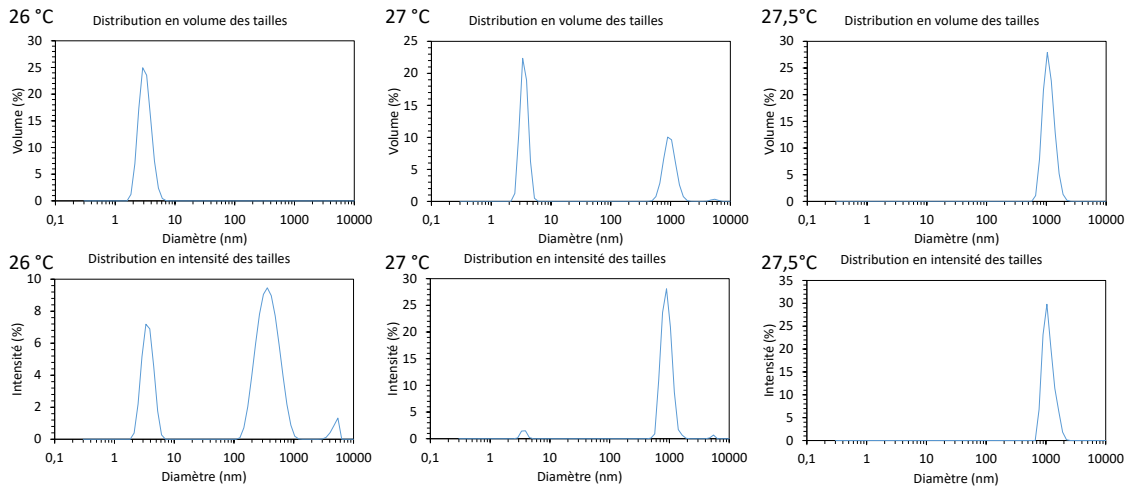 26 °C
Distribution en volume des tailles
30
25
20
15
10
5
0
Volume (%)
0,1 1 10 100 1000 10000
Diamètre (nm)
27 °C
Distribution en volume des tailles
25
20
15
10
5
0
Volume (%)
0,1 1 10 100 1000 10000
Diamètre (nm)
27,5°C
Distribution en volume des tailles
30
25
20
15
10
5
0
Volume (%)
0,1 1 10 100 1000 10000
Diamètre (nm)
26 °C
Distribution en intensité des tailles
10
8
6
4
2
0
Intensité (%)
0,1 1 10 100 1000 10000
Diamètre (nm)
27 °C
Distribution en intensité des tailles
30
25
20
15
10
5
0
Intensité (%)
0,1 1 10 100 1000 10000
Diamètre (nm)
27,5°C
Distribution en intensité des tailles
35
30
25
20
15
10
5
0
Intensité (%)
0,1 1 10 100 1000 10000
Diamètre (nm)